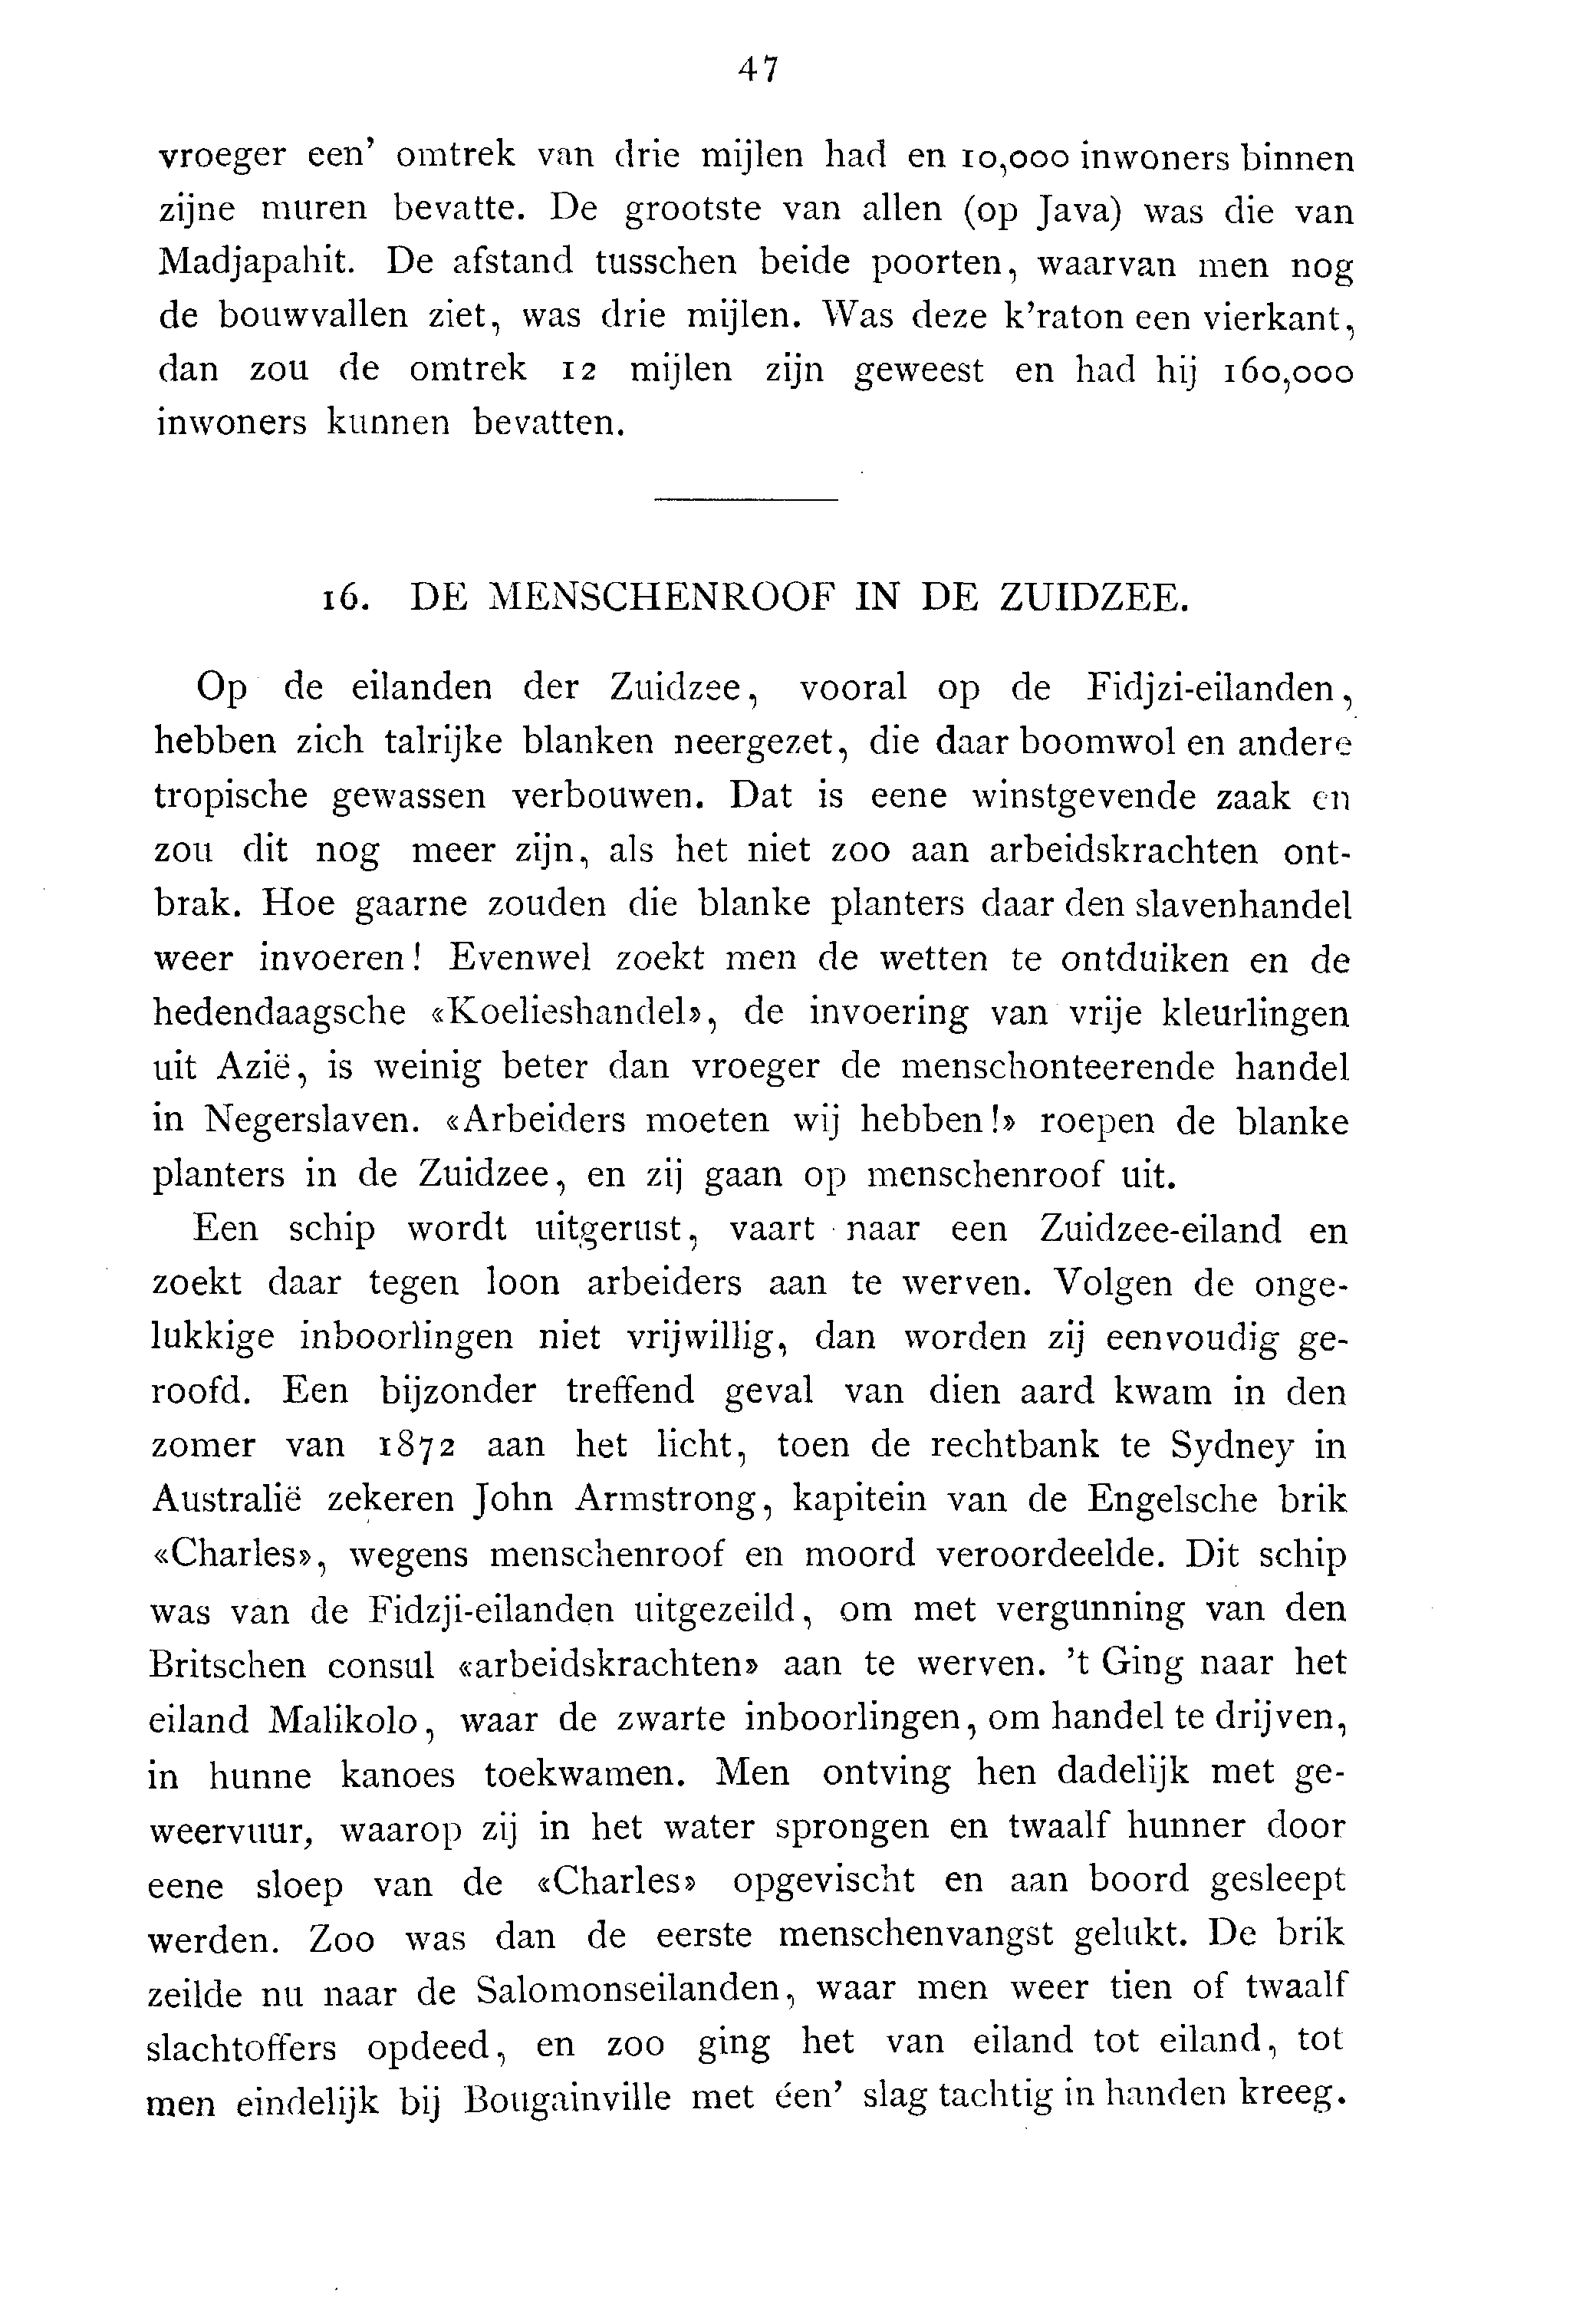 47
vroeger een’ omtrek van drie mijlen had en 10,000 inwoners binnen
zijne muren bevatte. De grootste van allen (op Java) was die van
Madjapahit. De afstand tusschen beide poorten, waarvan men nog
de bouwvallen ziet, was drie mijlen. Was deze k’raton een vierkant,
dan zou de omtrek 12 mijlen zijn geweest en had hij 160,000
inwoners kunnen bevatten.
16. DE MENSCHENROOF IN DE ZUIDZEE.
Op de eilanden der Zuidzee, vooral op de Fidjzi-eilanden,
hebben zich talrijke blanken neergezet, die daar boomwol en andere
tropische gewassen verbouwen. Dat is eene winstgevende zaak en
zou dit nog meer zijn, als het niet zoo aan arbeidskrachten ont-
brak. Hoe gaarne zouden die blanke planters daar den slavenhandel
weer invoeren! Evenwel zoekt men de wetten te ontduiken en de
hedendaagsche «Koelieshandel», de invoering van vrije kleurlingen
uit Azië, is weinig beter dan vroeger de menschonteerende handel
in Negerslaven. «Arbeiders moeten wij hebben!» roepen de blanke
planters in de Zuidzee, en zij gaan op menschenroof uit.
Een schip wordt uitgerust, vaart naar een Zuidzee-eiland en
zoekt daar tegen loon arbeiders aan te werven. Volgen de onge-
lukkige inboorlingen niet vrijwillig, dan worden zij eenvoudig ge-
roofd. Een bijzonder treffend geval van dien aard kwam in den
zomer van 1872 aan het licht, toen de rechtbank te Sydney in
Australië zekeren John Armstrong, kapitein van de Engelsche brik
«Charles», wegens menschenroof en moord veroordeelde. Dit schip
was van de Fidzji-eilanden uitgezeild, om met vergunning van den
Britschen consul «arbeidskrachten» aan te werven. ’t Ging naar het
eiland Malikolo, waar de zwarte inboorlingen, om handel te drijven,
in hunne kanoes toekwamen. Men ontving hen dadelijk met ge-
weervuur, waarop zij in het water sprongen en twaalf hunner door
eene sloep van de «Charles» opgevischt en aan boord gesleept
werden. Zoo was dan de eerste menschenvangst gelukt. De brik
zeilde nu naar de Salomonseilanden, waar men weer tien of twaalf
slachtoffers opdeed, en zoo ging het van eiland tot eiland, tot
men eindelijk bij Bougainville met éen’ slag tachtig in handen kreeg.